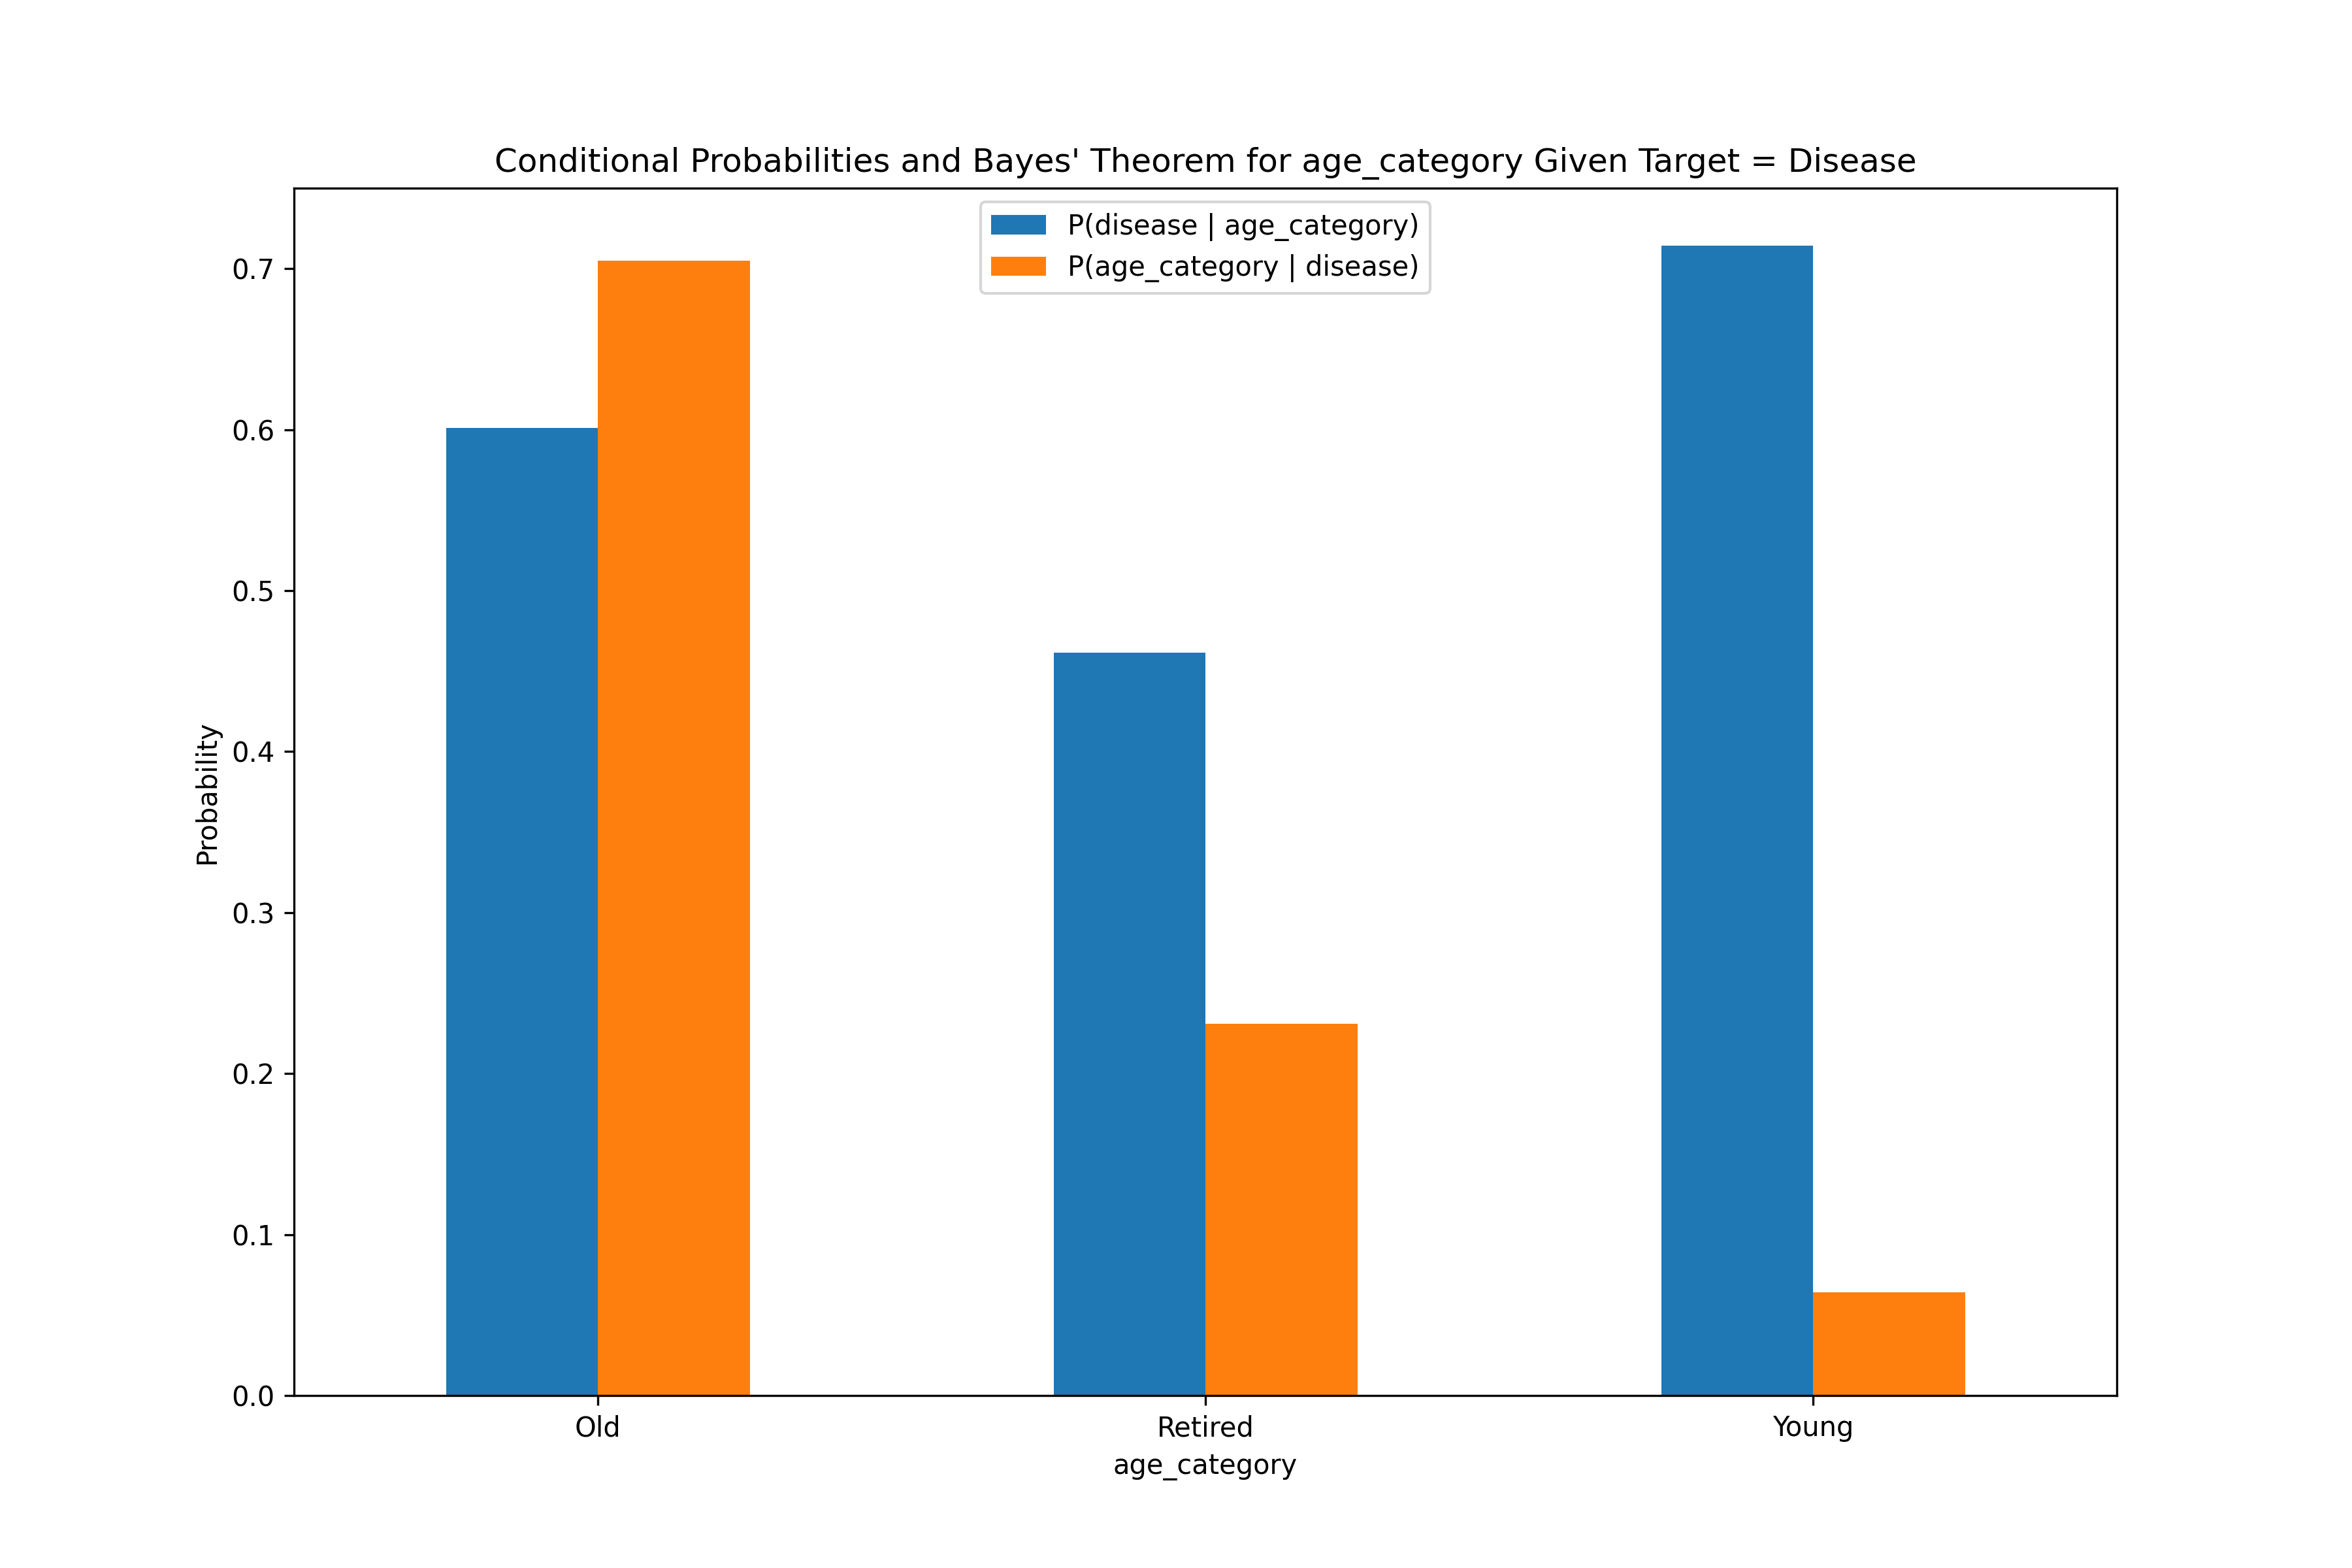 Conditional Probabilities and Bayes' Theorem for age_category Given Target = Disease
P(disease | age_category)
P(age_category | disease)
0.7
0.6
0.5
0.4
0.3
0.2
0.1
0.0
Probability
Old
Retired
Young
age_category